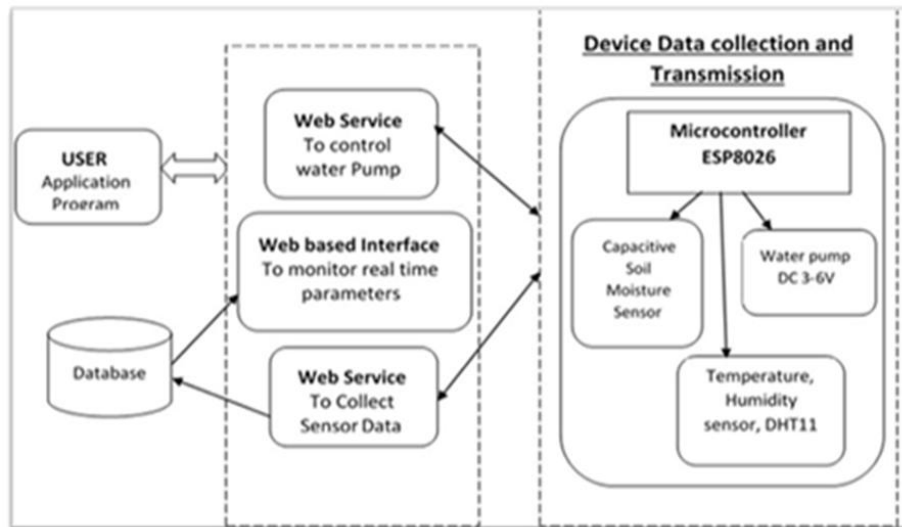 USER
Application
Program
Database
Web Service
To control
water Pump
Web based Interface
To monitor real time
parameters
Web Service
To Collect
Sensor Data
Device Data collection and
Transmission
Microcontroller
ESP8026
Capacitive
Soil
Moisture
Sensor
Water pump
DC 3-6V
Temperature,
Humidity
sensor, DHT11